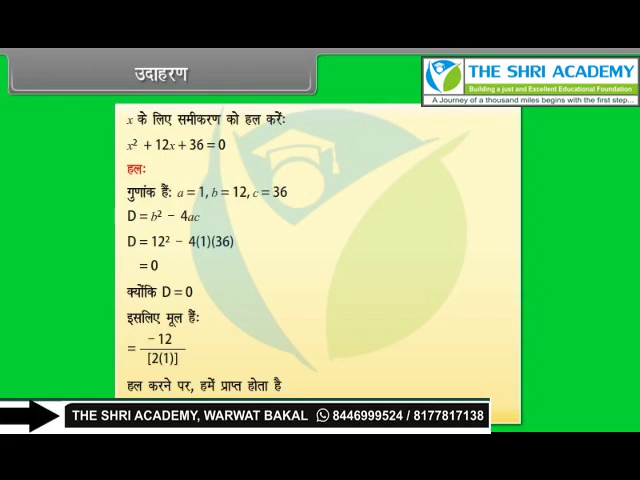 उदाहरण
THE SHRI ACADEMY
Building a just and Excellent Educational Foundation
A Journey of a thousand miles begins with the first step...
x के लिए समीकरण को हल करें:
x² + 12x + 36 = 0
हल:
गुणांक हैं: a = 1, b = 12, c = 36
D = b² − 4ac
D = 12² − 4(1)(36)
= 0
क्योंकि D = 0
इसलिए मूल हैं:
= −12 / [2(1)]
हल करने पर, हमें प्राप्त होता है
THE SHRI ACADEMY, WARWAT BAKAL 8446999524 / 8177817138